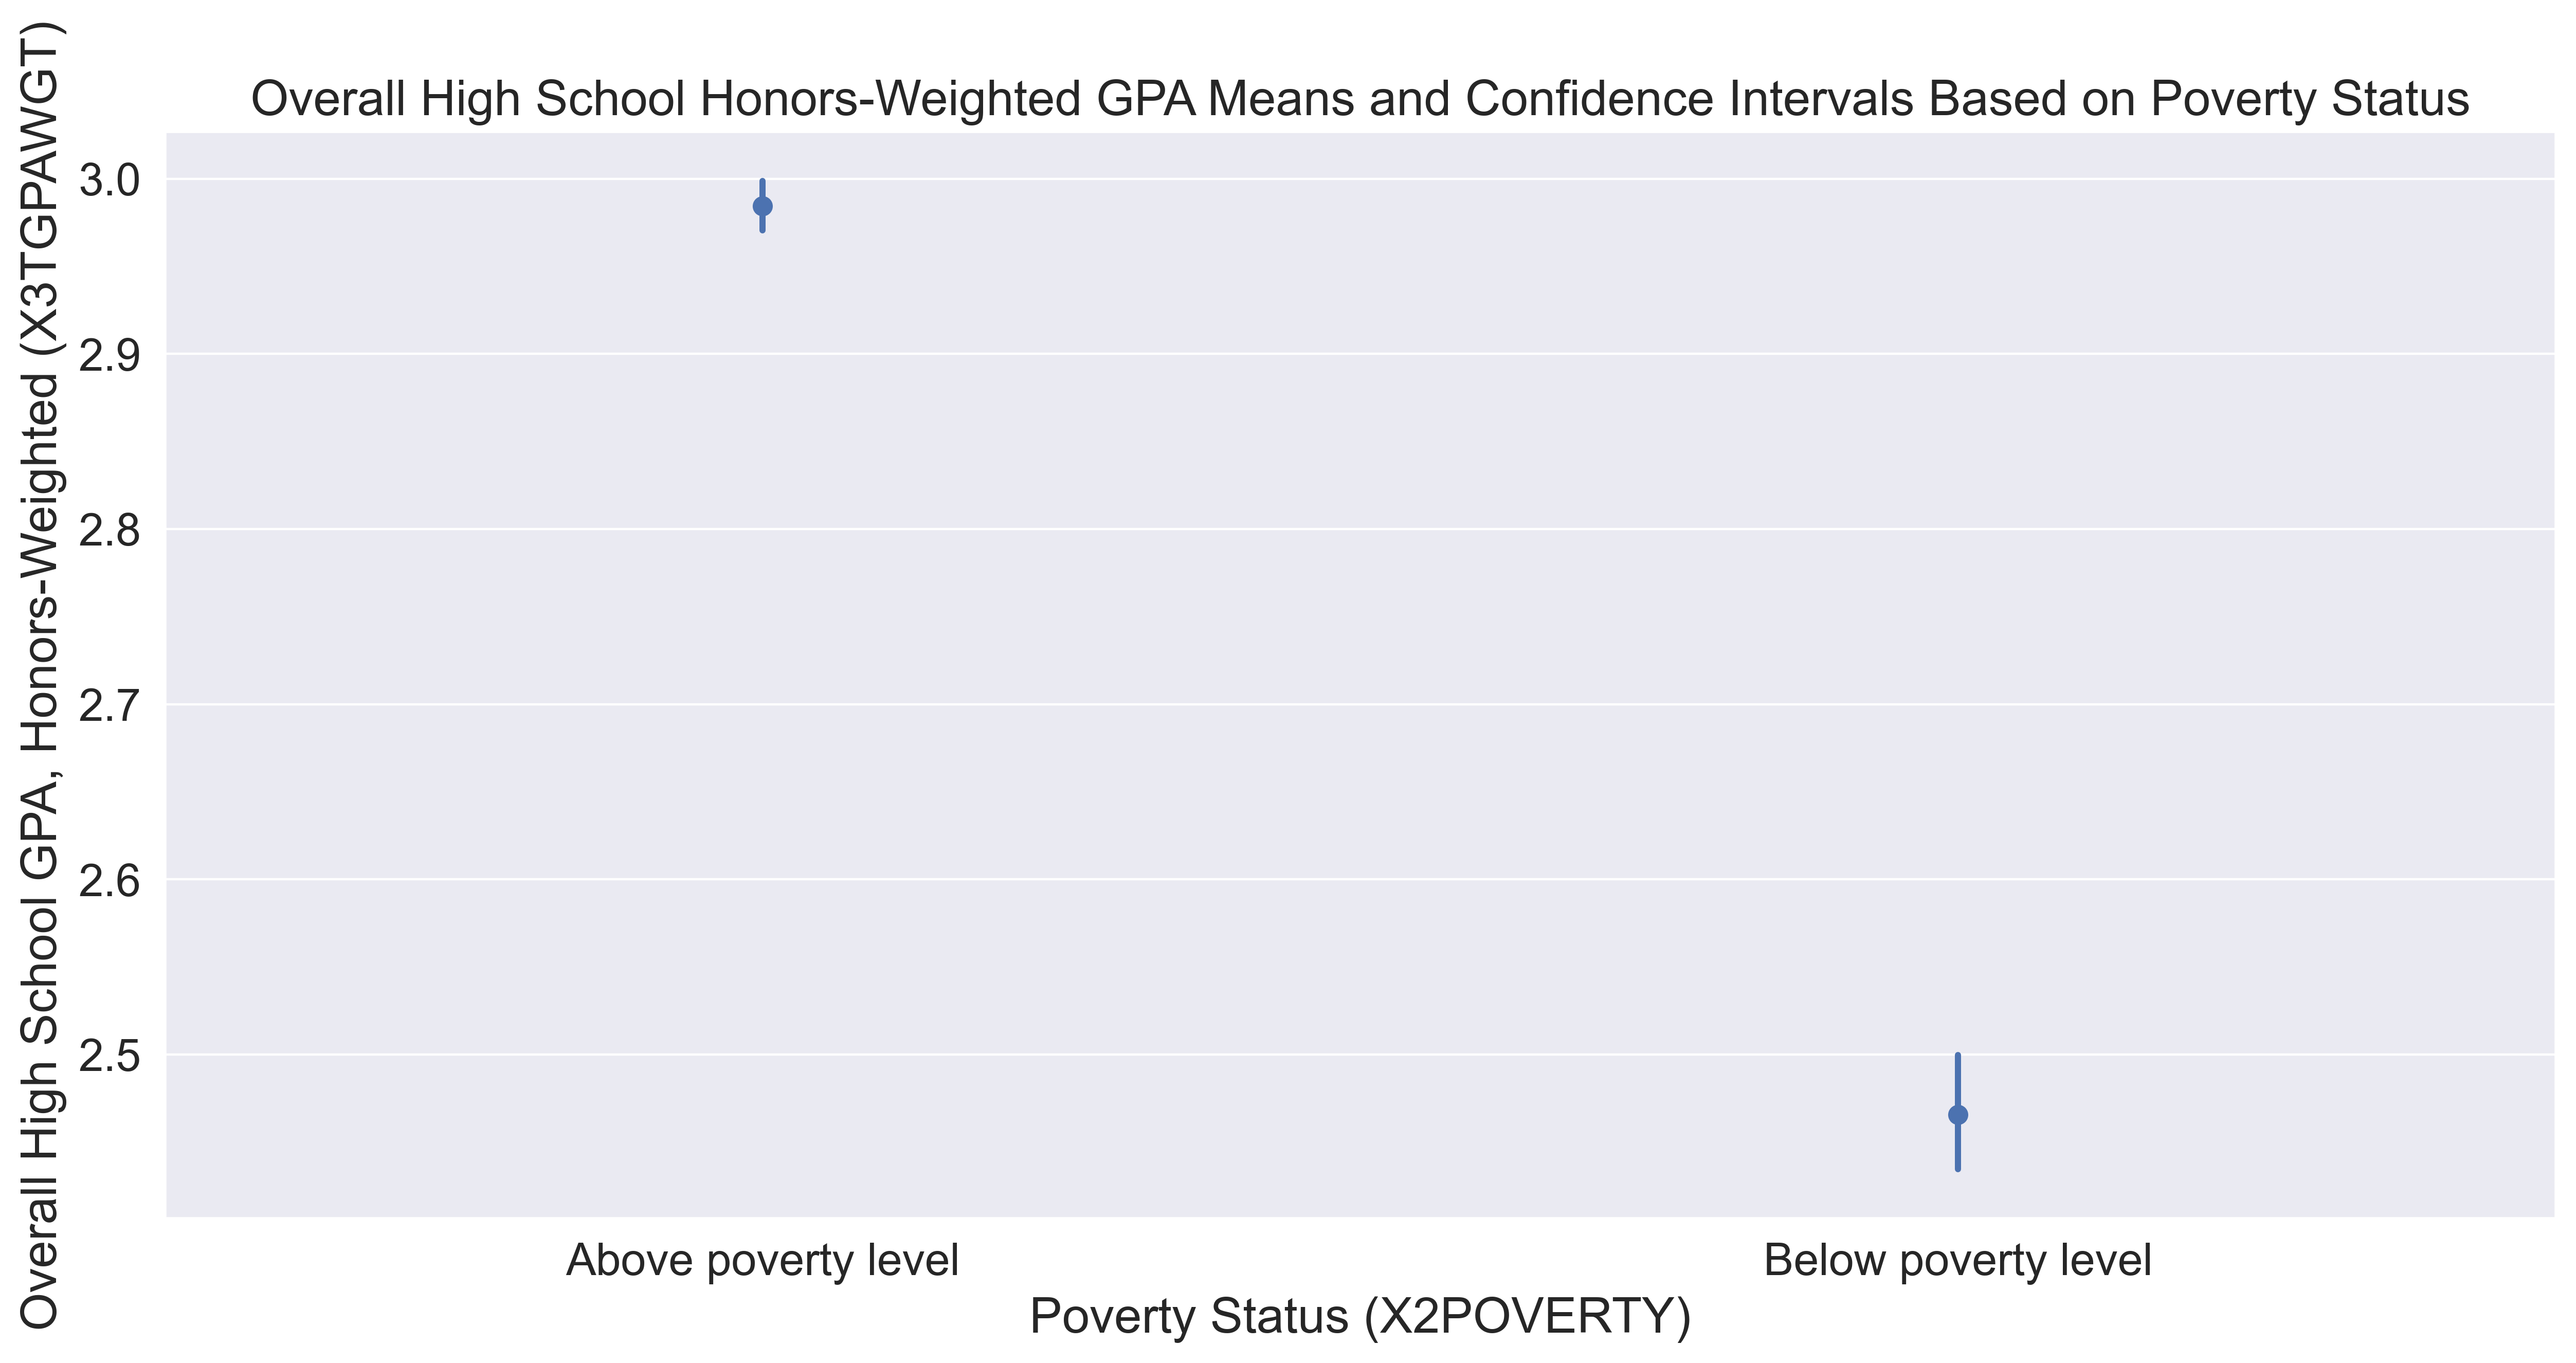 Overall High School Honors-Weighted GPA Means and Confidence Intervals Based on Poverty Status
Overall High School GPA, Honors-Weighted (X3TGPAWGT)
3.0
2.9
2.8
2.7
2.6
2.5
Above poverty level
Below poverty level
Poverty Status (X2POVERTY)